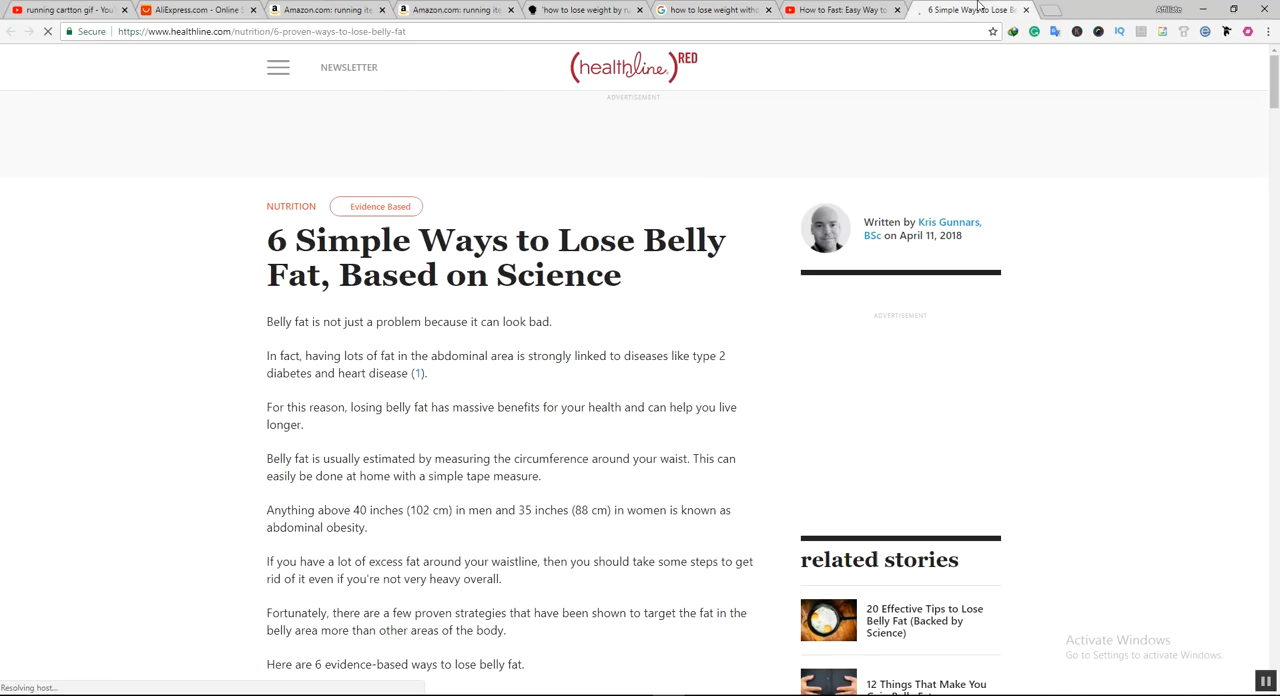 running cartton gif - You
AliExpress.com - Online
Amazon.com: running ite
Amazon.com: running ite
'how to lose weight by ru
how to lose weight witho
How to Fast: Easy Way to
6 Simple Ways to Lose Be
Affiliate
Secure
https://www.healthline.com/nutrition/6-proven-ways-to-lose-belly-fat
IQ
NEWSLETTER
(healthline.) RED
ADVERTISEMENT
NUTRITION
Evidence Based
6 Simple Ways to Lose Belly
Fat, Based on Science
Belly fat is not just a problem because it can look bad.
In fact, having lots of fat in the abdominal area is strongly linked to diseases like type 2
diabetes and heart disease (1).
For this reason, losing belly fat has massive benefits for your health and can help you live
longer.
Belly fat is usually estimated by measuring the circumference around your waist. This can
easily be done at home with a simple tape measure.
Anything above 40 inches (102 cm) in men and 35 inches (88 cm) in women is known as
abdominal obesity.
If you have a lot of excess fat around your waistline, then you should take some steps to get
rid of it even if you're not very heavy overall.
Fortunately, there are a few proven strategies that have been shown to target the fat in the
belly area more than other areas of the body.
Here are 6 evidence-based ways to lose belly fat.
Written by Kris Gunnars,
BSc on April 11, 2018
ADVERTISEMENT
related stories
20 Effective Tips to Lose
Belly Fat (Backed by
Science)
12 Things That Make You
Activate Windows
Go to Settings to activate Windows.
Resolving host...